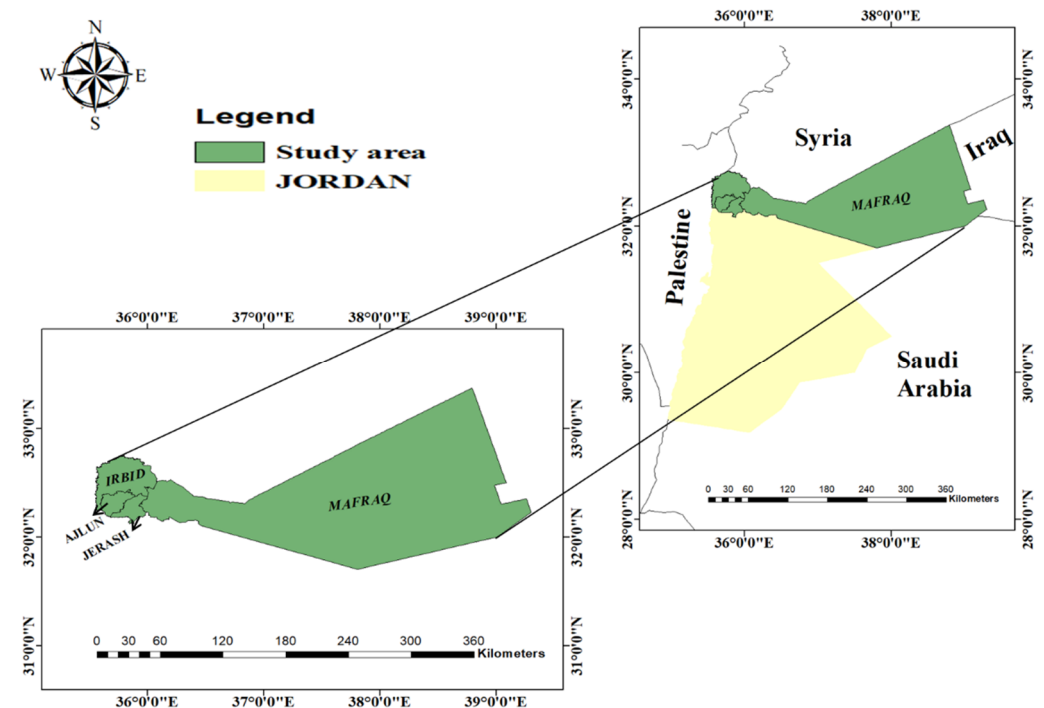 N
W E
S
Legend
Study area
JORDAN
36°0'0"E 38°0'0"E
34°0'0"N
34°0'0"N
32°0'0"N
32°0'0"N
30°0'0"N
30°0'0"N
28°0'0"N
28°0'0"N
Syria
Iraq
MAFRAQ
Palestine
Saudi
Arabia
0 30 60 120 180 240 300 360
Kilometers
36°0'0"E 38°0'0"E
36°0'0"E 37°0'0"E 38°0'0"E 39°0'0"E
33°0'0"N
33°0'0"N
32°0'0"N
32°0'0"N
31°0'0"N
31°0'0"N
IRBID
MAFRAQ
AJLUN
JERASH
0 30 60 120 180 240 300 360
Kilometers
36°0'0"E 37°0'0"E 38°0'0"E 39°0'0"E